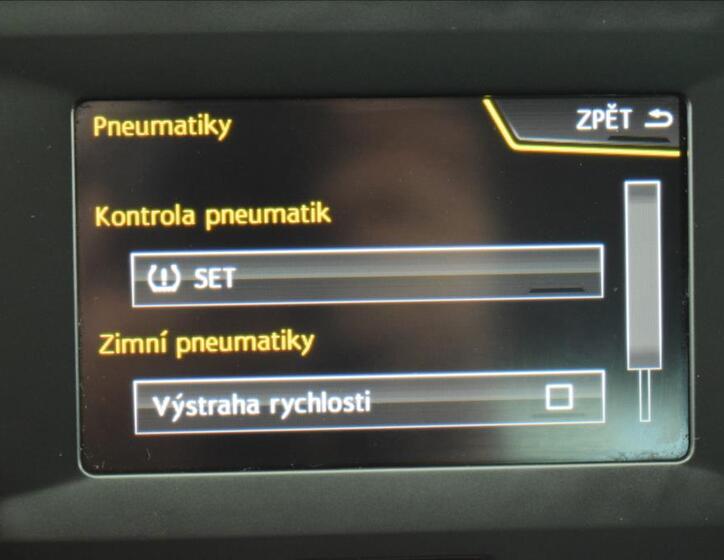 Pneumatiky
ZPĚT
Kontrola pneumatik
SET
Zimní pneumatiky
Výstraha rychlosti